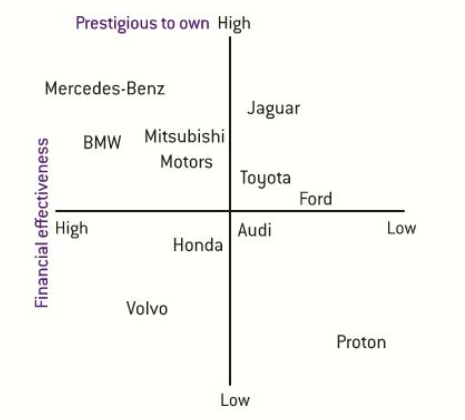 Prestigious to own High
Mercedes-Benz
Jaguar
BMW
Mitsubishi
Motors
Toyota
Ford
Financial effectiveness
High
Audi
Low
Honda
Volvo
Proton
Low